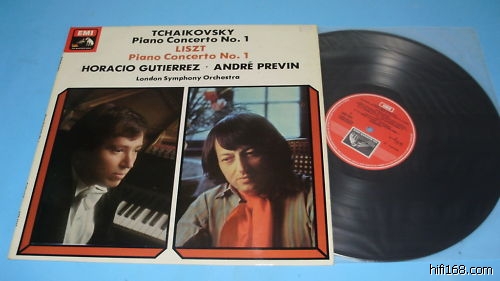 EMI
TCHAIKOVSKY
Piano Concerto No. 1
LISZT
Piano Concerto No. 1
HORACIO GUTIERREZ · ANDRÉ PREVIN
London Symphony Orchestra
EMI
hifi168.com